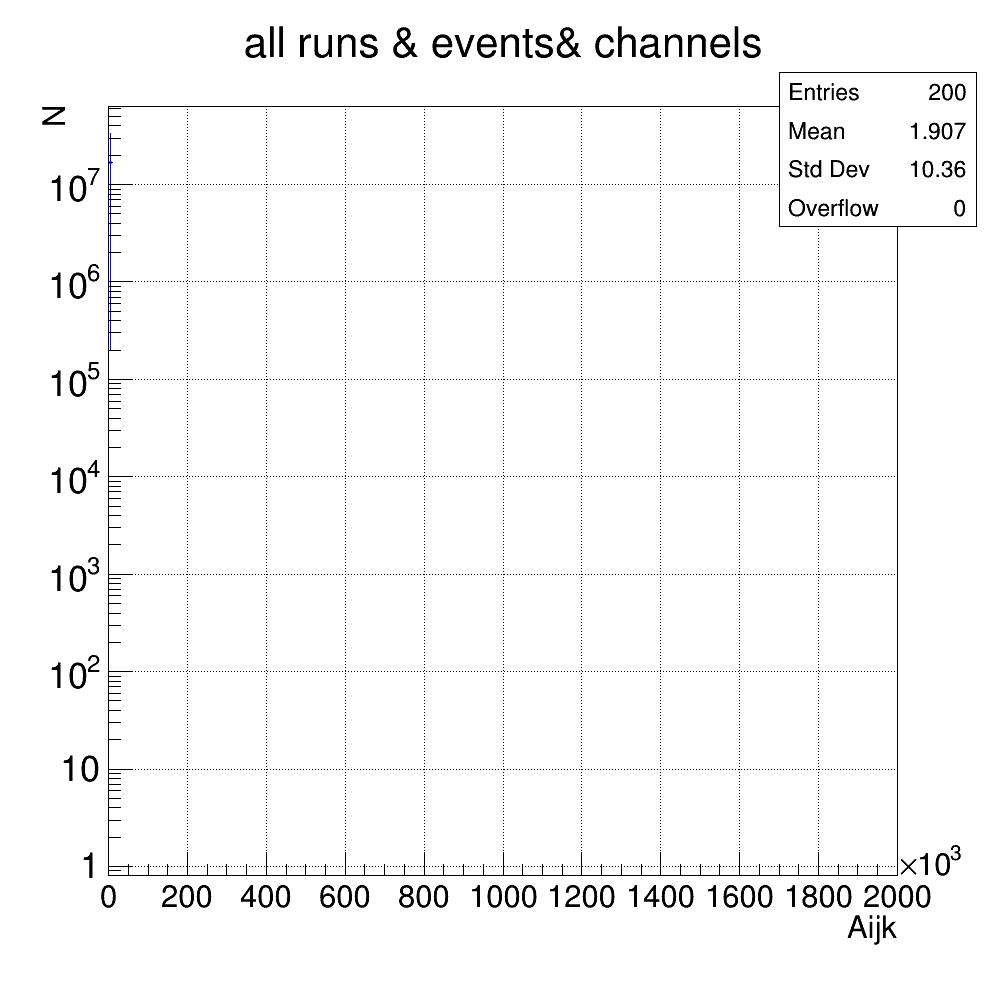 all runs & events& channels
Entries 200
Mean 1.907
Std Dev 10.36
Overflow 0
N
10^7
10^6
10^5
10^4
10^3
10^2
10
1
0 200 400 600 800 1000 1200 1400 1600 1800 2000
×10^3
Aijk